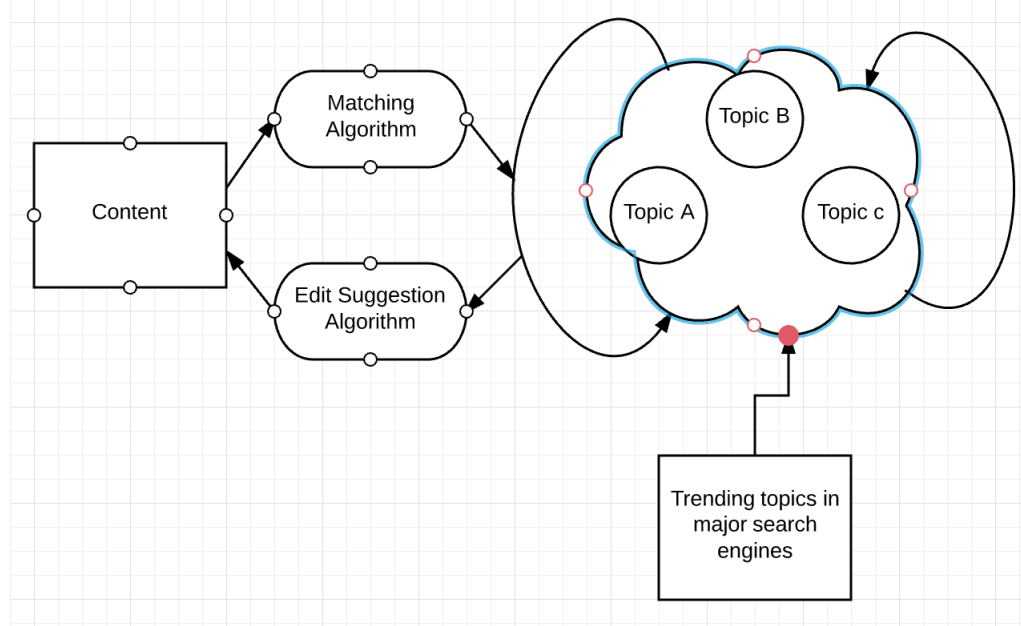 Matching
Algorithm
Topic B
Content
Topic A
Topic c
Edit Suggestion
Algorithm
Trending topics in
major search
engines